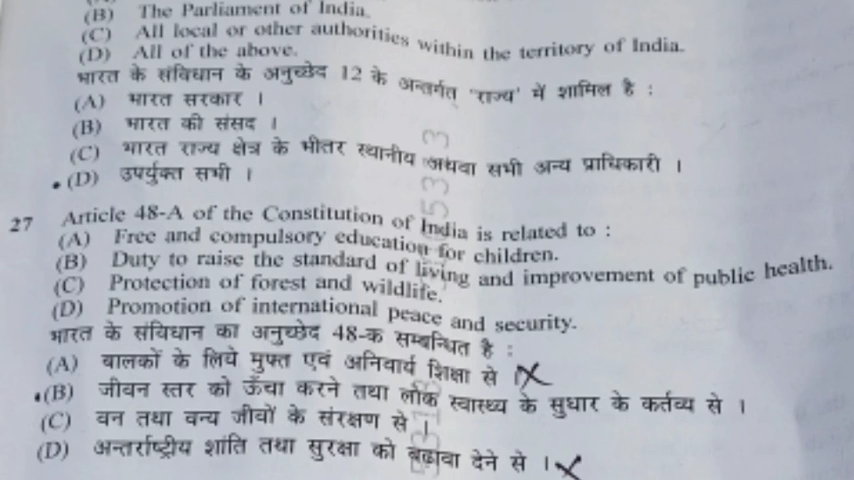 (B) The Parliament of India.
(C) All local or other authorities within the territory of India.
(D) All of the above.
भारत के संविधान के अनुच्छेद 12 के अन्तर्गत् 'राज्य' में शामिल है :
(A) भारत सरकार ।
(B) भारत की संसद ।
(C) भारत राज्य क्षेत्र के भीतर स्थानीय अथवा सभी अन्य प्राधिकारी ।
(D) उपर्युक्त सभी ।
27 Article 48-A of the Constitution of India is related to :
(A) Free and compulsory education for children.
(B) Duty to raise the standard of living and improvement of public health.
(C) Protection of forest and wildlife.
(D) Promotion of international peace and security.
भारत के संविधान का अनुच्छेद 48-क सम्बन्धित है :
(A) बालकों के लिये मुफ्त एवं अनिवार्य शिक्षा से ।
(B) जीवन स्तर को ऊँचा करने तथा लोक स्वास्थ्य के सुधार के कर्तव्य से ।
(C) वन तथा वन्य जीवों के संरक्षण से ।
(D) अन्तर्राष्ट्रीय शांति तथा सुरक्षा को बढ़ावा देने से ।